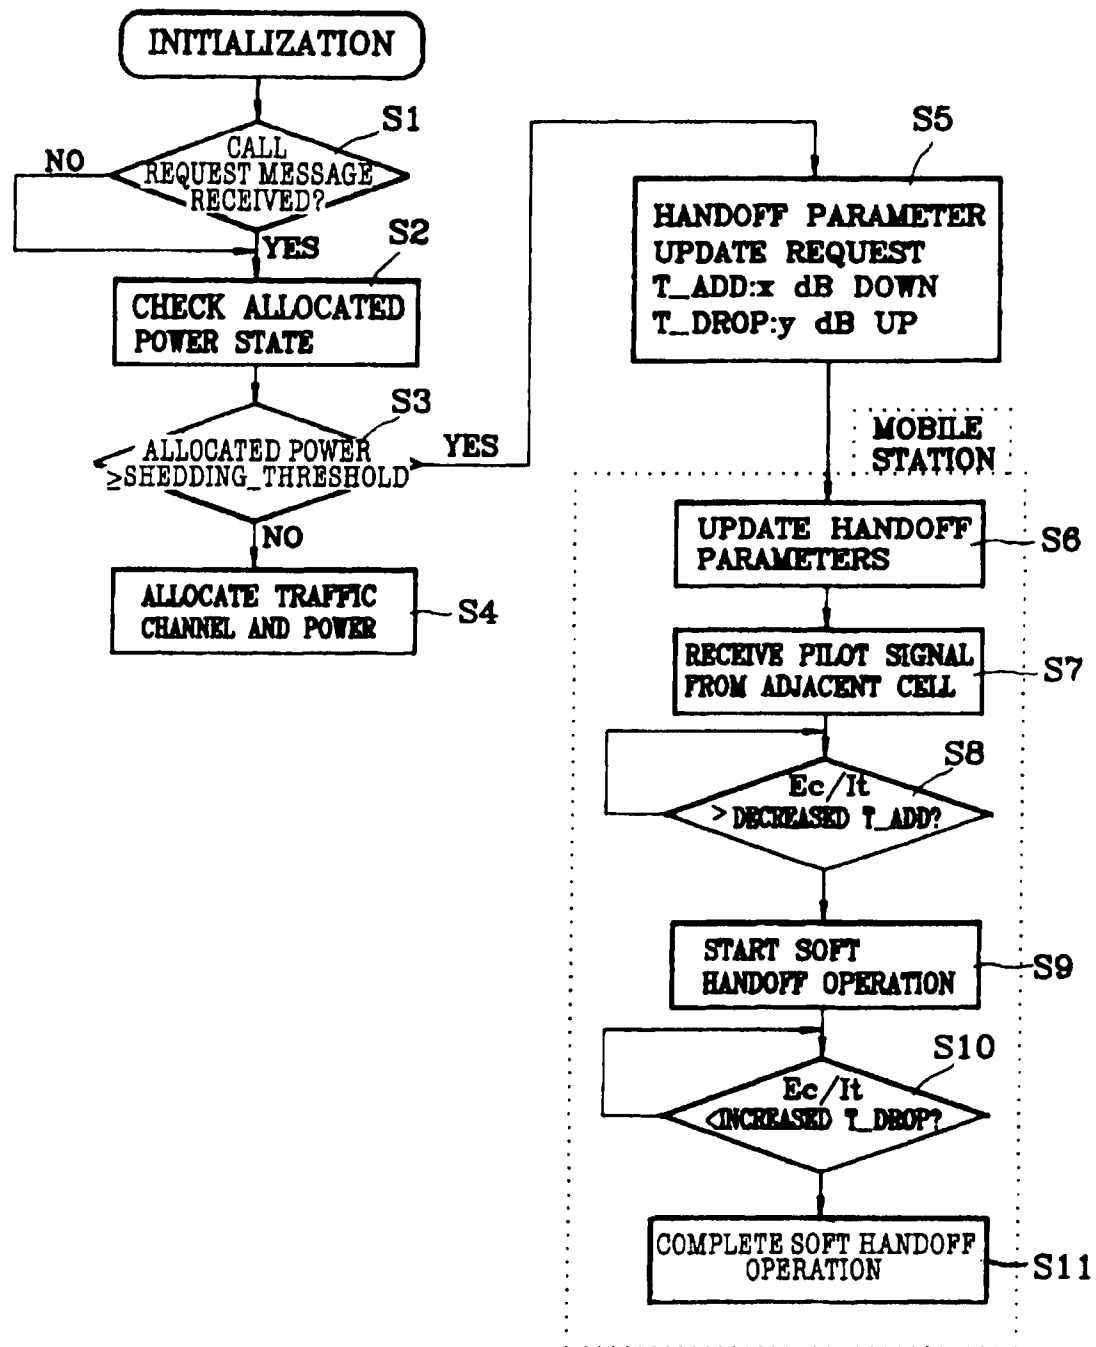 INITIALIZATION
S1
CALL
REQUEST MESSAGE
RECEIVED?
NO
YES
S2
CHECK ALLOCATED
POWER STATE
S3
ALLOCATED POWER
≥SHEDDING_THRESHOLD
YES
NO
ALLOCATE TRAFFIC
CHANNEL AND POWER
S4
S5
HANDOFF PARAMETER
UPDATE REQUEST
T_ADD:x dB DOWN
T_DROP:y dB UP
MOBILE
STATION
UPDATE HANDOFF
PARAMETERS
S6
RECEIVE PILOT SIGNAL
FROM ADJACENT CELL
S7
S8
Ec/It
>DECREASED T_ADD?
START SOFT
HANDOFF OPERATION
S9
S10
Ec/It
<INCREASED T_DROP?
COMPLETE SOFT HANDOFF
OPERATION
S11